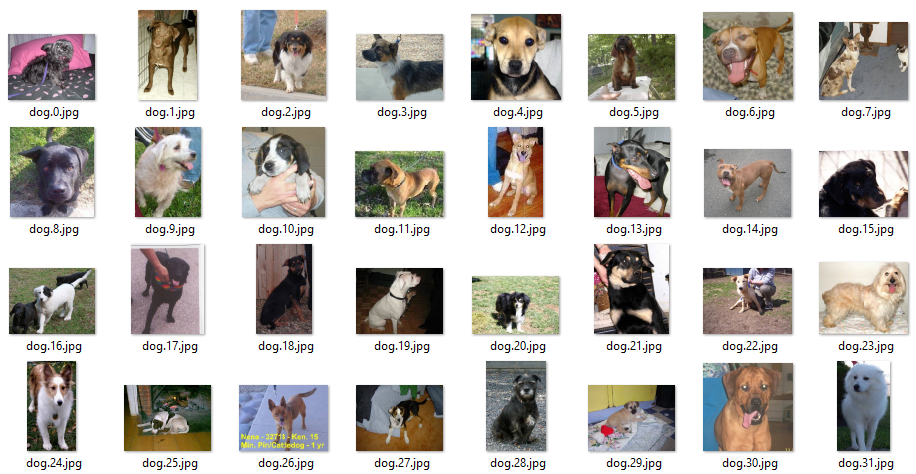 dog.0.jpg
dog.1.jpg
dog.2.jpg
dog.3.jpg
dog.4.jpg
dog.5.jpg
dog.6.jpg
dog.7.jpg
dog.8.jpg
dog.9.jpg
dog.10.jpg
dog.11.jpg
dog.12.jpg
dog.13.jpg
dog.14.jpg
dog.15.jpg
dog.16.jpg
dog.17.jpg
dog.18.jpg
dog.19.jpg
dog.20.jpg
dog.21.jpg
dog.22.jpg
dog.23.jpg
Nana - 32718 - Ken. 15
Min. Pin/Cattledog - 1 yr
dog.24.jpg
dog.25.jpg
dog.26.jpg
dog.27.jpg
dog.28.jpg
dog.29.jpg
dog.30.jpg
dog.31.jpg